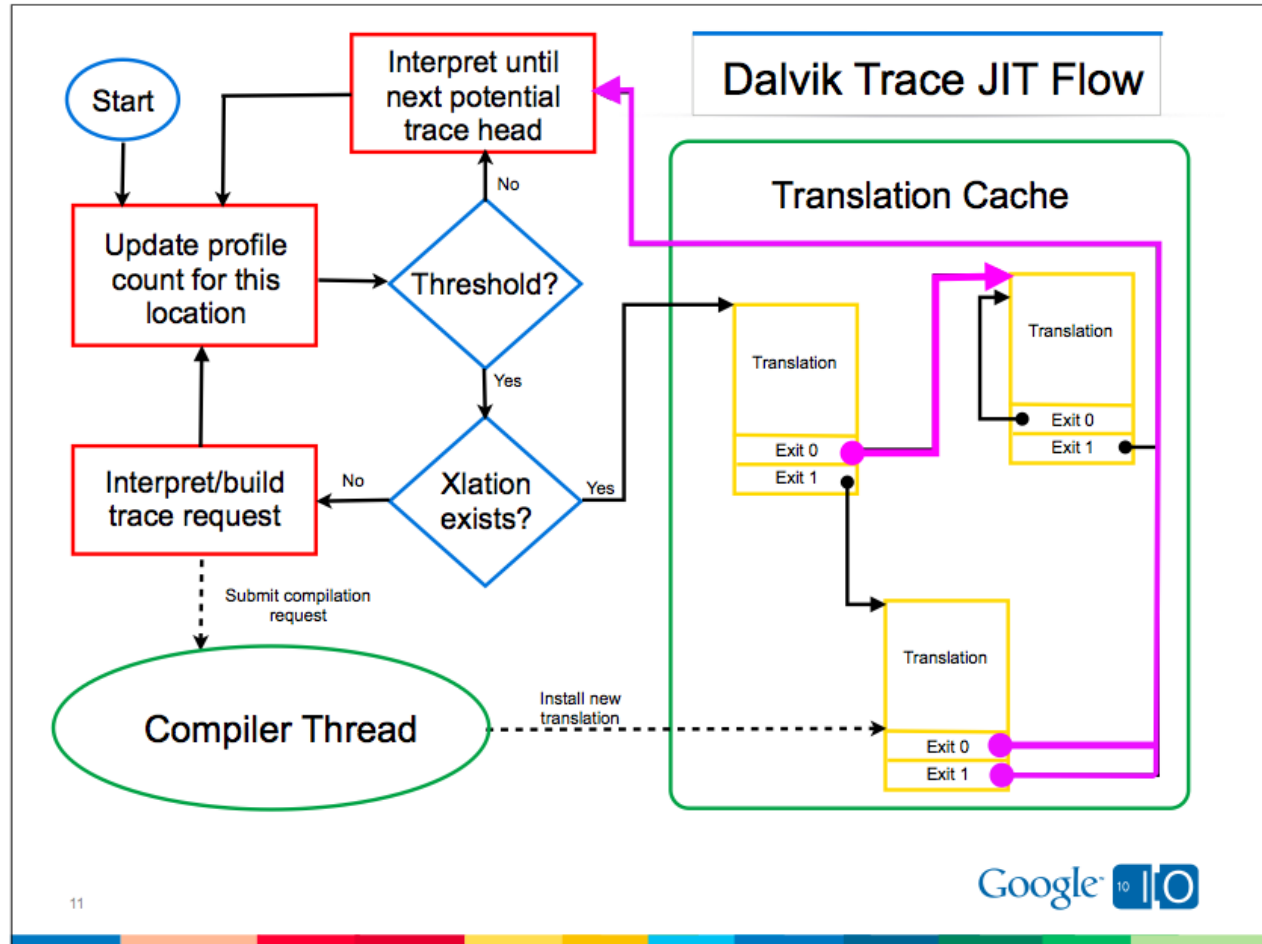 Dalvik Trace JIT Flow
Start
Interpret until
next potential
trace head
No
Update profile
count for this
location
Threshold?
Yes
Interpret/build
trace request
No
Xlation
exists?
Yes
Submit compilation
request
Compiler Thread
Install new
translation
Translation Cache
Translation
Exit 0
Exit 1
Translation
Exit 0
Exit 1
Translation
Exit 0
Exit 1
11
Google™ 10 IO